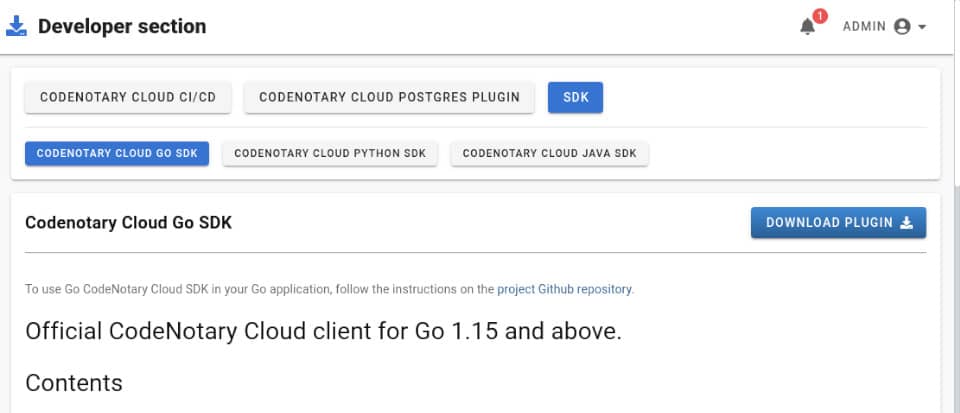 Developer section
1
ADMIN
CODENOTARY CLOUD CI/CD
CODENOTARY CLOUD POSTGRES PLUGIN
SDK
CODENOTARY CLOUD GO SDK
CODENOTARY CLOUD PYTHON SDK
CODENOTARY CLOUD JAVA SDK
Codenotary Cloud Go SDK
DOWNLOAD PLUGIN
To use Go CodeNotary Cloud SDK in your Go application, follow the instructions on the project Github repository.
Official CodeNotary Cloud client for Go 1.15 and above.
Contents